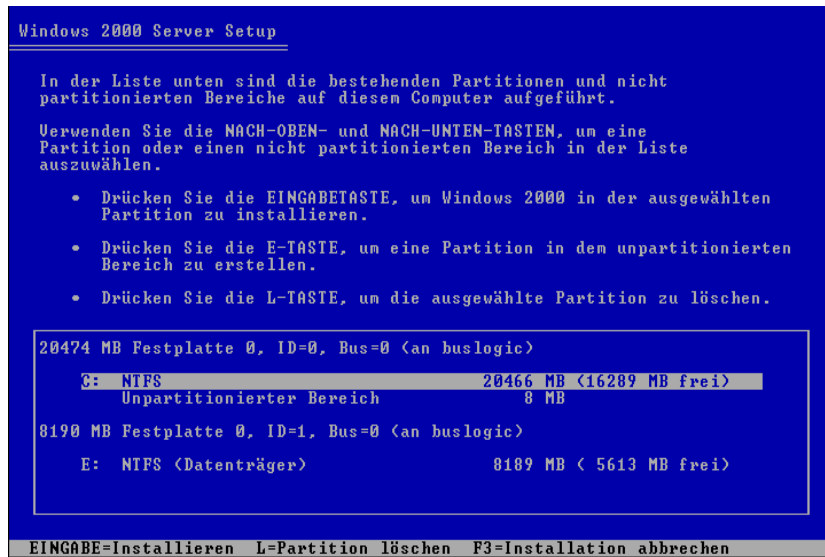 Windows 2000 Server Setup
In der Liste unten sind die bestehenden Partitionen und nicht
partitionierten Bereiche auf diesem Computer aufgeführt.
Verwenden Sie die NACH-OBEN- und NACH-UNTEN-TASTEN, um eine
Partition oder einen nicht partitionierten Bereich in der Liste
auszuwählen.
• Drücken Sie die EINGABETASTE, um Windows 2000 in der ausgewählten
Partition zu installieren.
• Drücken Sie die E-TASTE, um eine Partition in dem unpartitionierten
Bereich zu erstellen.
• Drücken Sie die L-TASTE, um die ausgewählte Partition zu löschen.
20474 MB Festplatte 0, ID=0, Bus=0 (an buslogic)
C: NTFS 20466 MB (16289 MB frei)
Unpartitionierter Bereich 8 MB
8190 MB Festplatte 0, ID=1, Bus=0 (an buslogic)
E: NTFS (Datenträger) 8189 MB ( 5613 MB frei)
EINGABE=Installieren L=Partition löschen F3=Installation abbrechen